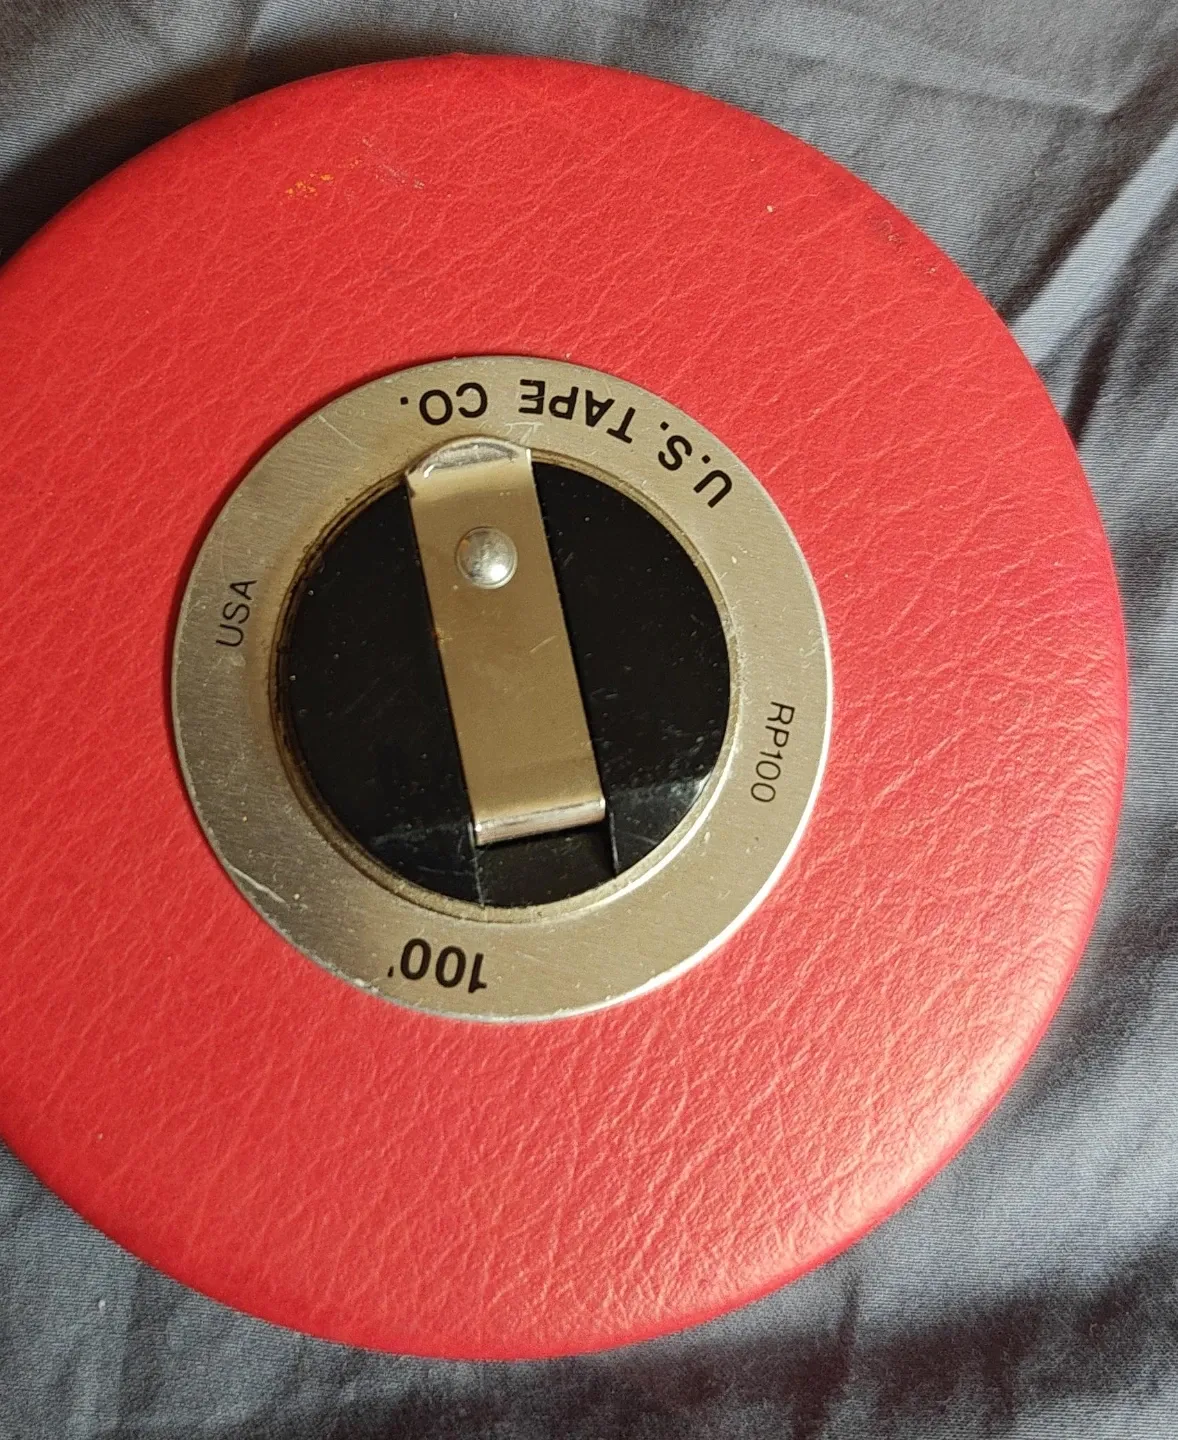 U.S. TAPE CO.
USA
RP100
100'